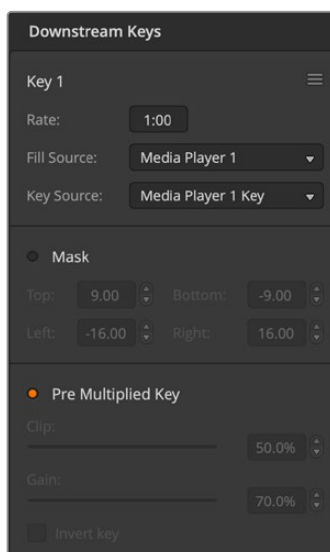 Downstream Keys
Key 1
Rate: 1:00
Fill Source: Media Player 1
Key Source: Media Player 1 Key
Mask
Top: 9.00 Bottom: -9.00
Left: -16.00 Right: 16.00
Pre Multiplied Key
Clip:
50.0%
Gain:
70.0%
Invert key